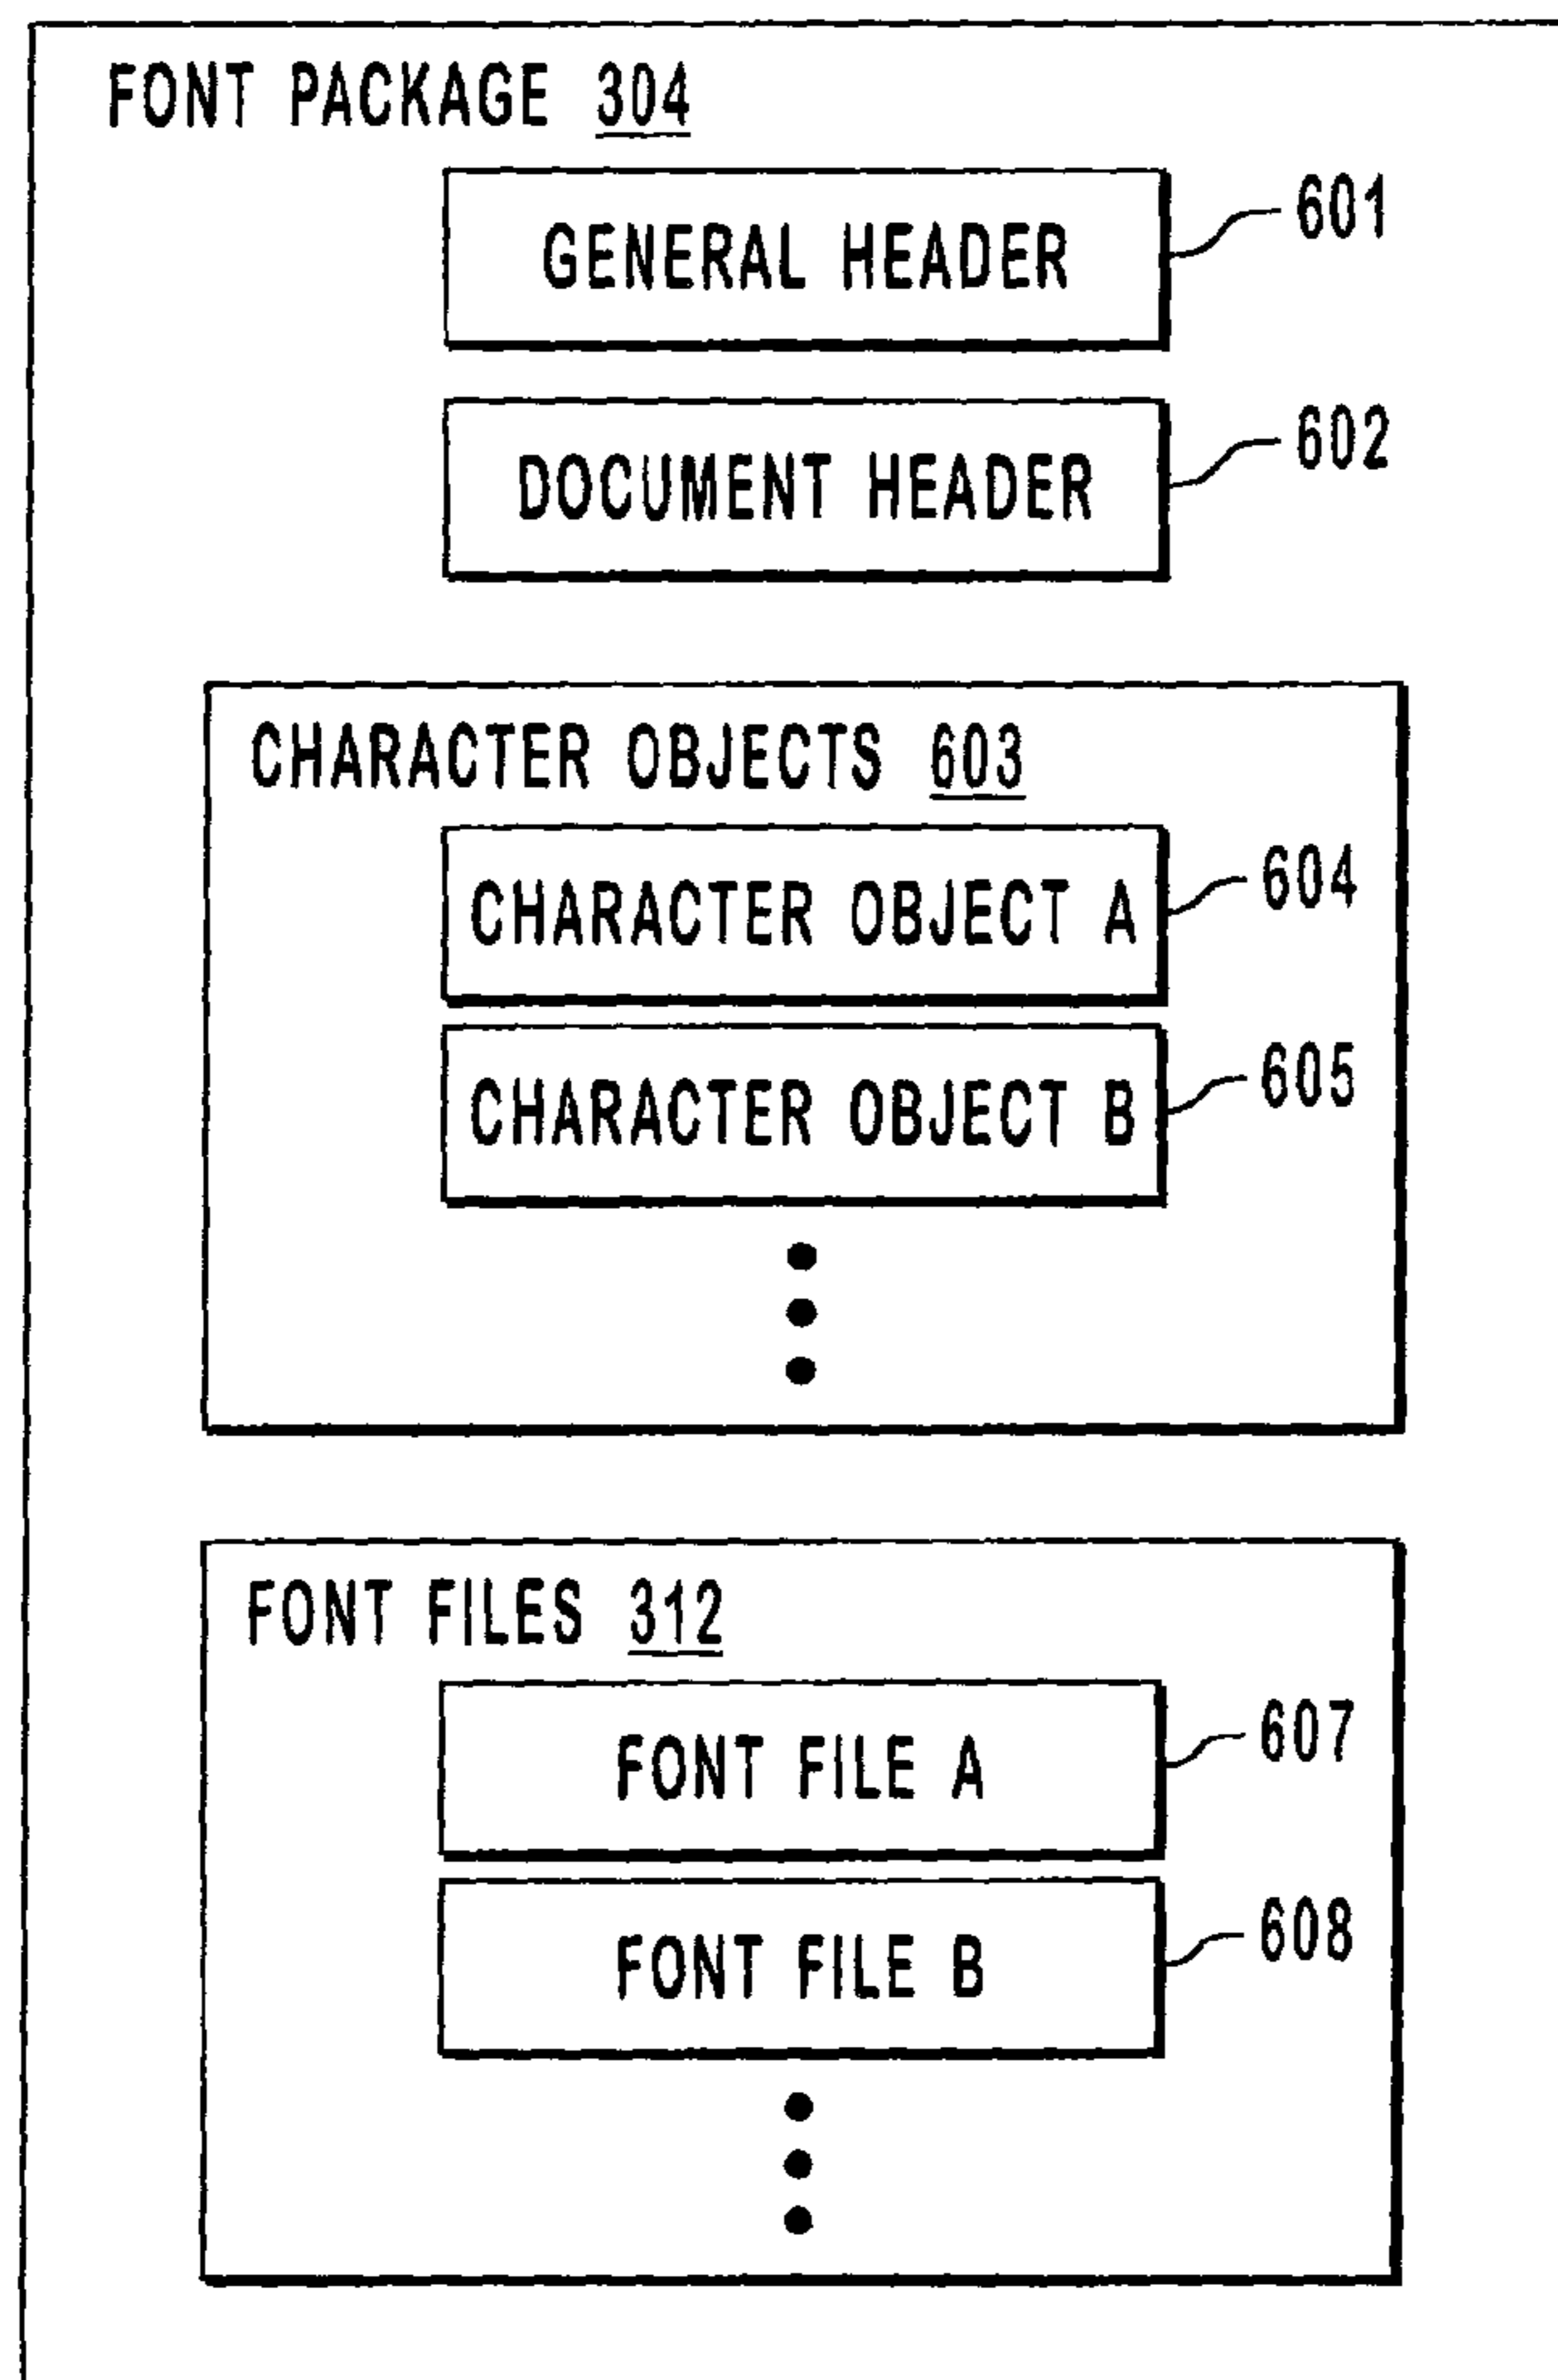 FONT PACKAGE 304
GENERAL HEADER
601
DOCUMENT HEADER
602
CHARACTER OBJECTS 603
CHARACTER OBJECT A
604
CHARACTER OBJECT B
605
FONT FILES 312
FONT FILE A
607
FONT FILE B
608